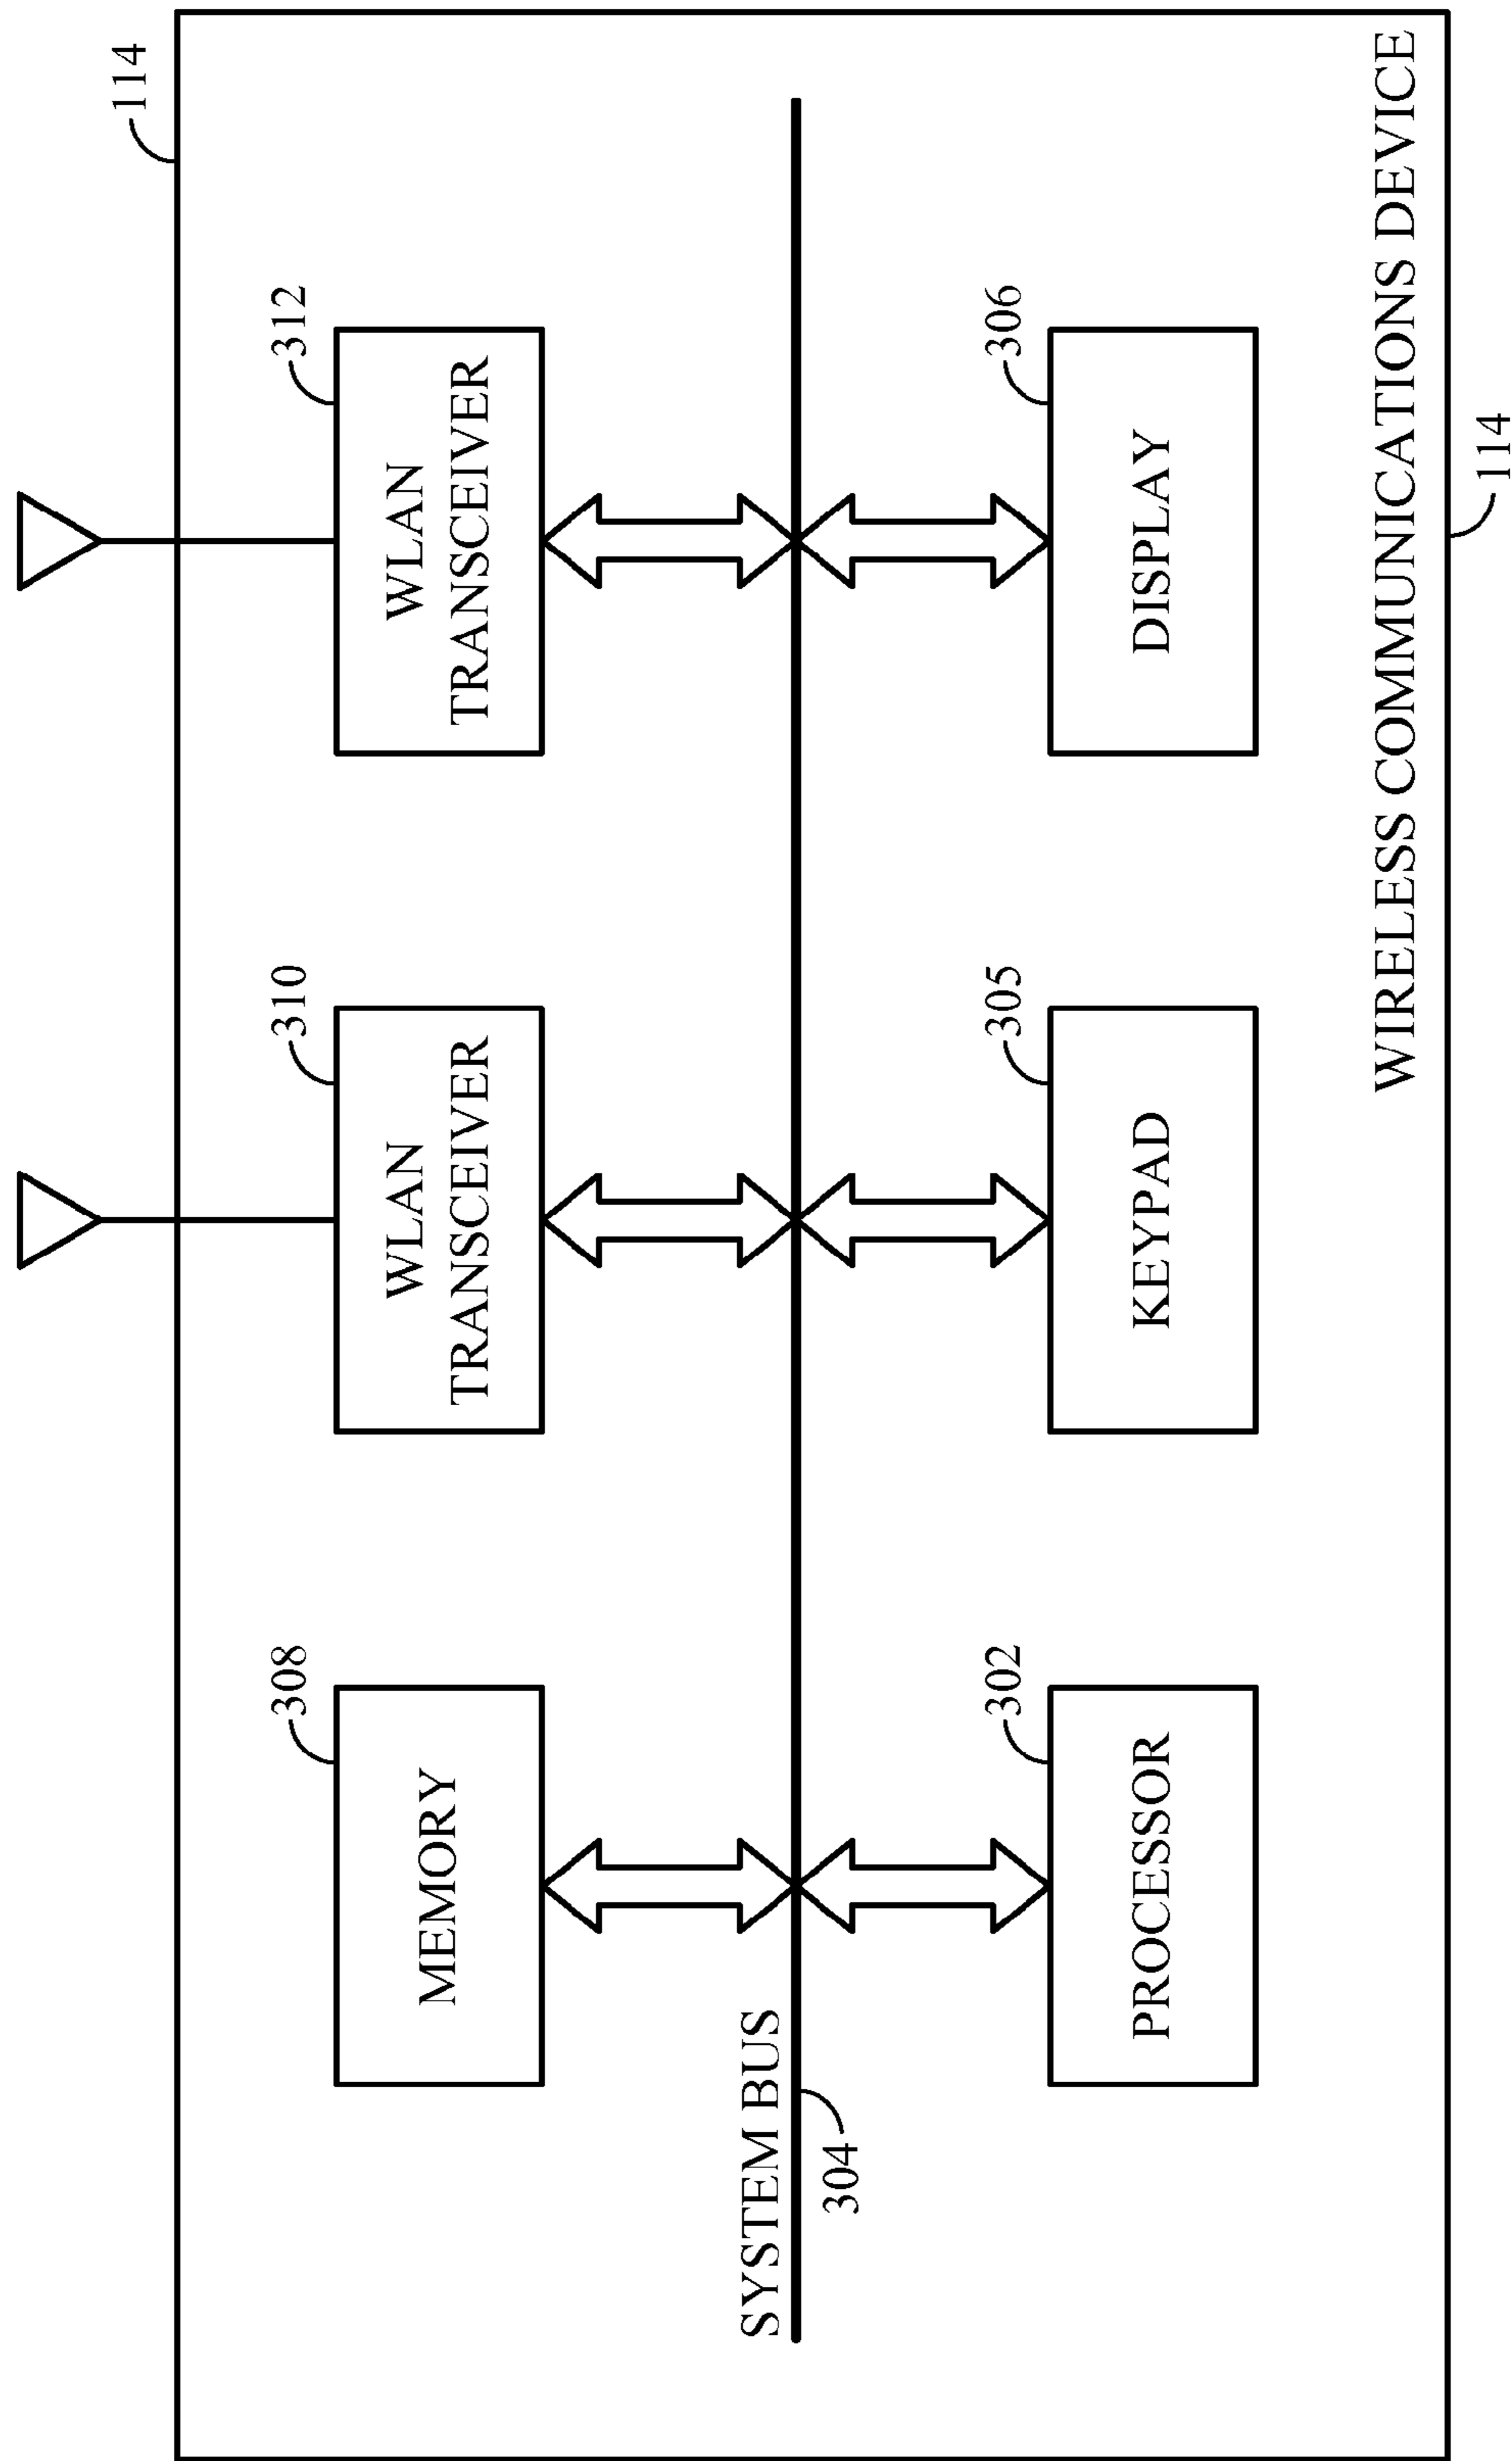 114
308
310
312
MEMORY
WLAN
TRANSCEIVER
WLAN
TRANSCEIVER
SYSTEM BUS
304
302
305
306
PROCESSOR
KEYPAD
DISPLAY
WIRELESS COMMUNICATIONS DEVICE
114